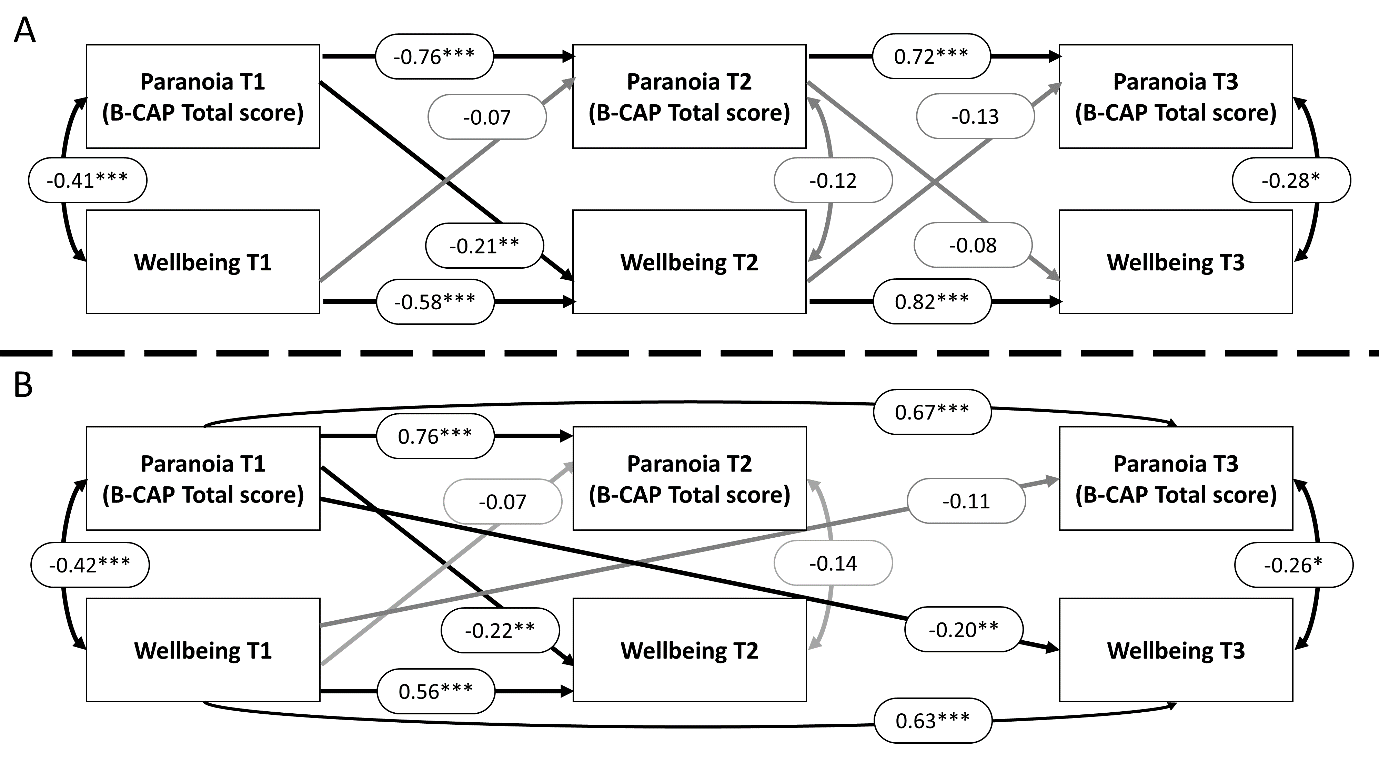 A
-0.76***
0.72***
Paranoia T1
(B-CAP Total score)
Paranoia T2
(B-CAP Total score)
Paranoia T3
(B-CAP Total score)
-0.07
-0.13
-0.41***
-0.12
-0.28*
-0.21**
-0.08
Wellbeing T1
Wellbeing T2
Wellbeing T3
-0.58***
0.82***
B
0.67***
0.76***
Paranoia T1
(B-CAP Total score)
Paranoia T2
(B-CAP Total score)
Paranoia T3
(B-CAP Total score)
-0.07
-0.11
-0.42***
-0.14
-0.26*
-0.22**
-0.20**
Wellbeing T1
Wellbeing T2
Wellbeing T3
0.56***
0.63***